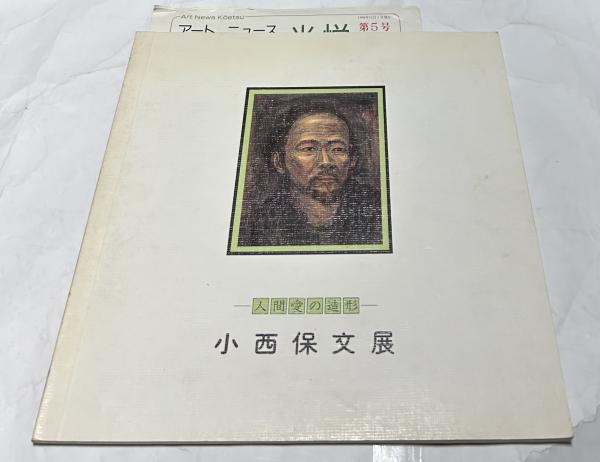 Art News Kōetsu
アート ニュース 光悦 第5号
人間愛の造形
小西保文展